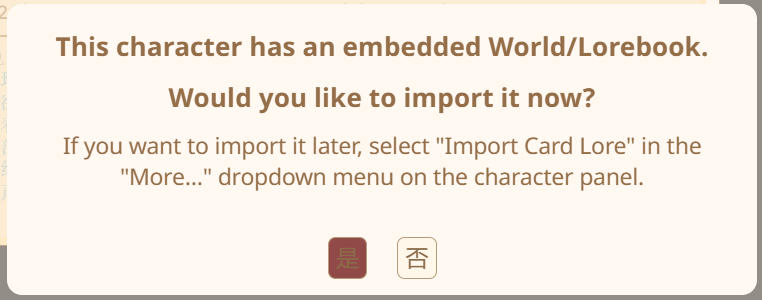 This character has an embedded World/Lorebook.
Would you like to import it now?
If you want to import it later, select "Import Card Lore" in the
"More..." dropdown menu on the character panel.
是
否